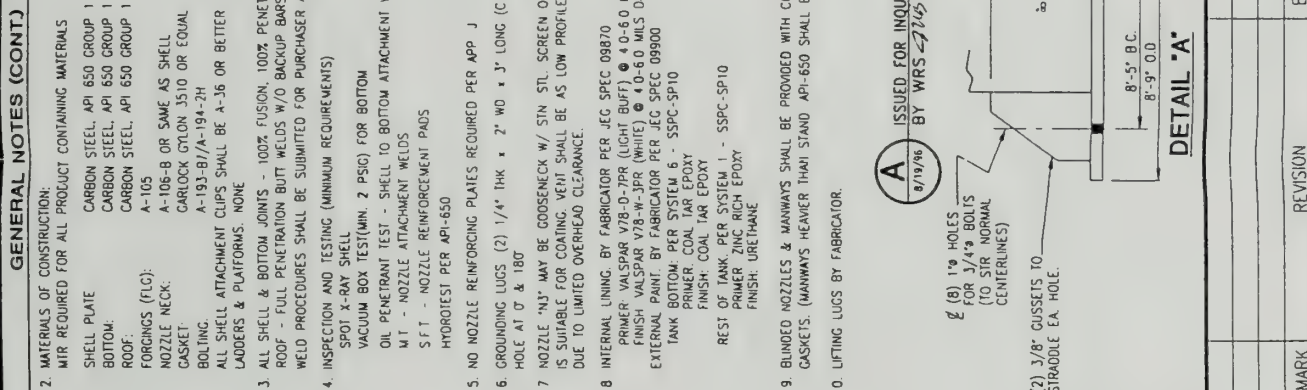 GENERAL NOTES (CONT.)
2. MATERIALS OF CONSTRUCTION:
MTR REQUIRED FOR ALL PRODUCT CONTAINING MATERIALS
SHELL PLATE CARBON STEEL, API 650 GROUP 1
BOTTOM: CARBON STEEL, API 650 GROUP 1
ROOF: CARBON STEEL, API 650 GROUP 1
FORGINGS (FLG): A-105
NOZZLE NECK: A-106-B OR SAME AS SHELL
GASKET: GARLOCK GYLON 3510 OR EQUAL
BOLTING. A-193-B7/A-194-2H
ALL SHELL ATTACHMENT CLIPS SHALL BE A-36 OR BETTER
LADDERS & PLATFORMS. NONE
3. ALL SHELL & BOTTOM JOINTS - 100% FUSION, 100% PENET
ROOF - FULL PENETRATION BUTT WELDS W/O BACKUP BARS
WELD PROCEDURES SHALL BE SUBMITTED FOR PURCHASER
4. INSPECTION AND TESTING (MINIMUM REQUIREMENTS)
SPOT X-RAY SHELL
VACUUM BOX TEST(MIN. 2 PSIG) FOR BOTTOM
OIL PENETRANT TEST - SHELL TO BOTTOM ATTACHMENT
M T - NOZZLE ATTACHMENT WELDS
S F T - NOZZLE REINFORCEMENT PADS
HYDROTEST PER API-650
5. NO NOZZLE REINFORCING PLATES REQUIRED PER APP J
6. GROUNDING LUGS (2) 1/4" THK x 2" WD x 3" LONG (C
HOLE AT 0° & 180°
7 NOZZLE "N3" MAY BE GOOSENECK W/ STN STL. SCREEN O
IS SUITABLE FOR COATING. VENT SHALL BE AS LOW PROFILE
DUE TO LIMITED OVERHEAD CLEARANCE.
8 INTERNAL LINING. BY FABRICATOR PER JEG SPEC 09870
PRIMER: VALSPAR V78-D-7PR (LIGHT BUFF) @ 4 0-6 0
FINISH VALSPAR V78-W-3PR (WHITE) @ 4 0-6 0 MILS D
EXTERNAL PAINT. BY FABRICATOR PER JEG SPEC 09900
TANK BOTTOM: PER SYSTEM 6 - SSPC-SP10
PRIMER. COAL TAR EPOXY
FINISH: COAL TAR EPOXY
REST OF TANK. PER SYSTEM 1 - SSPC-SP10
PRIMER ZINC RICH EPOXY
FINISH: URETHANE
9. BLINDED NOZZLES & MANWAYS SHALL BE PROVIDED WITH
GASKETS. (MANWAYS HEAVIER THAN STAND API-650 SHALL
0. LIFTING LUGS BY FABRICATOR.
A
8/19/96
ISSUED FOR INQU
BY WRS
(8) 1"ø HOLES
FOR 3/4"ø BOLTS
(TO STR NORMAL
CENTERLINES)
2) 3/8" GUSSETS TO
STRADDLE EA. HOLE.
8'-5" B C.
8'-9" O.D
DETAIL "A"
MARK
REVISION